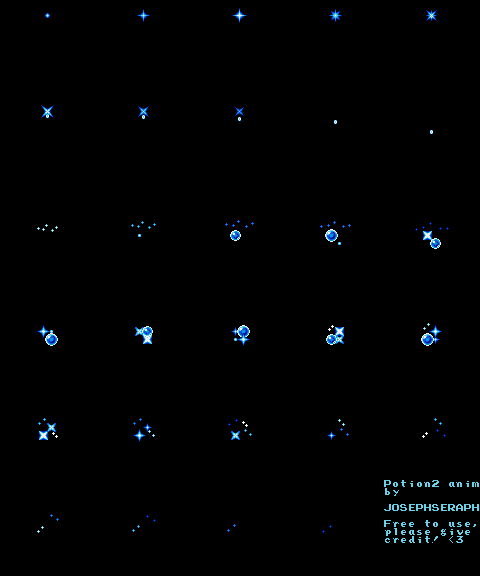 Potion2 anim
by
JOSEPHSERAPH
Free to use,
please give
credit! <3